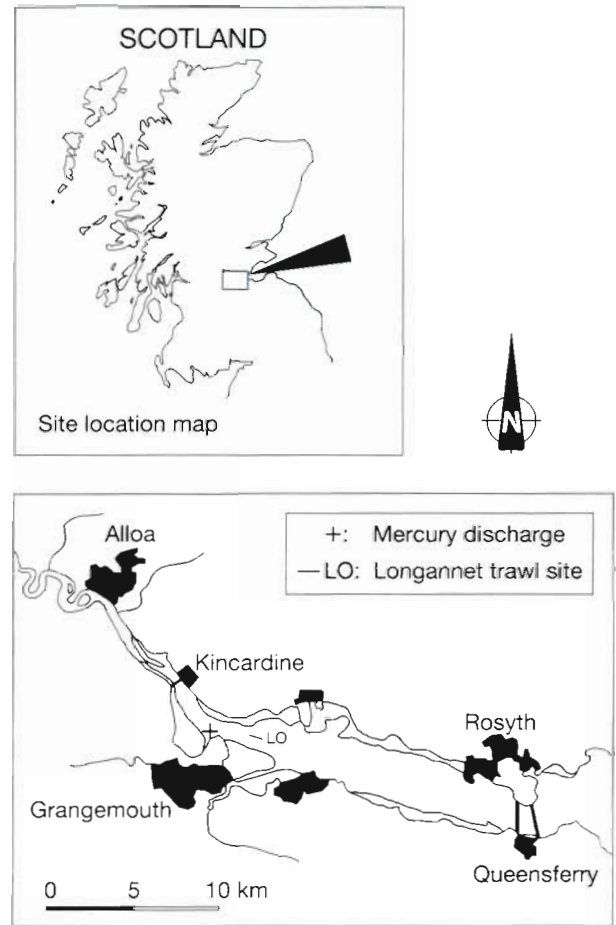 SCOTLAND
Site location map
N
+: Mercury discharge
—LO: Longannet trawl site
Alloa
Kincardine
LO
Rosyth
Grangemouth
Queensferry
0 5 10 km